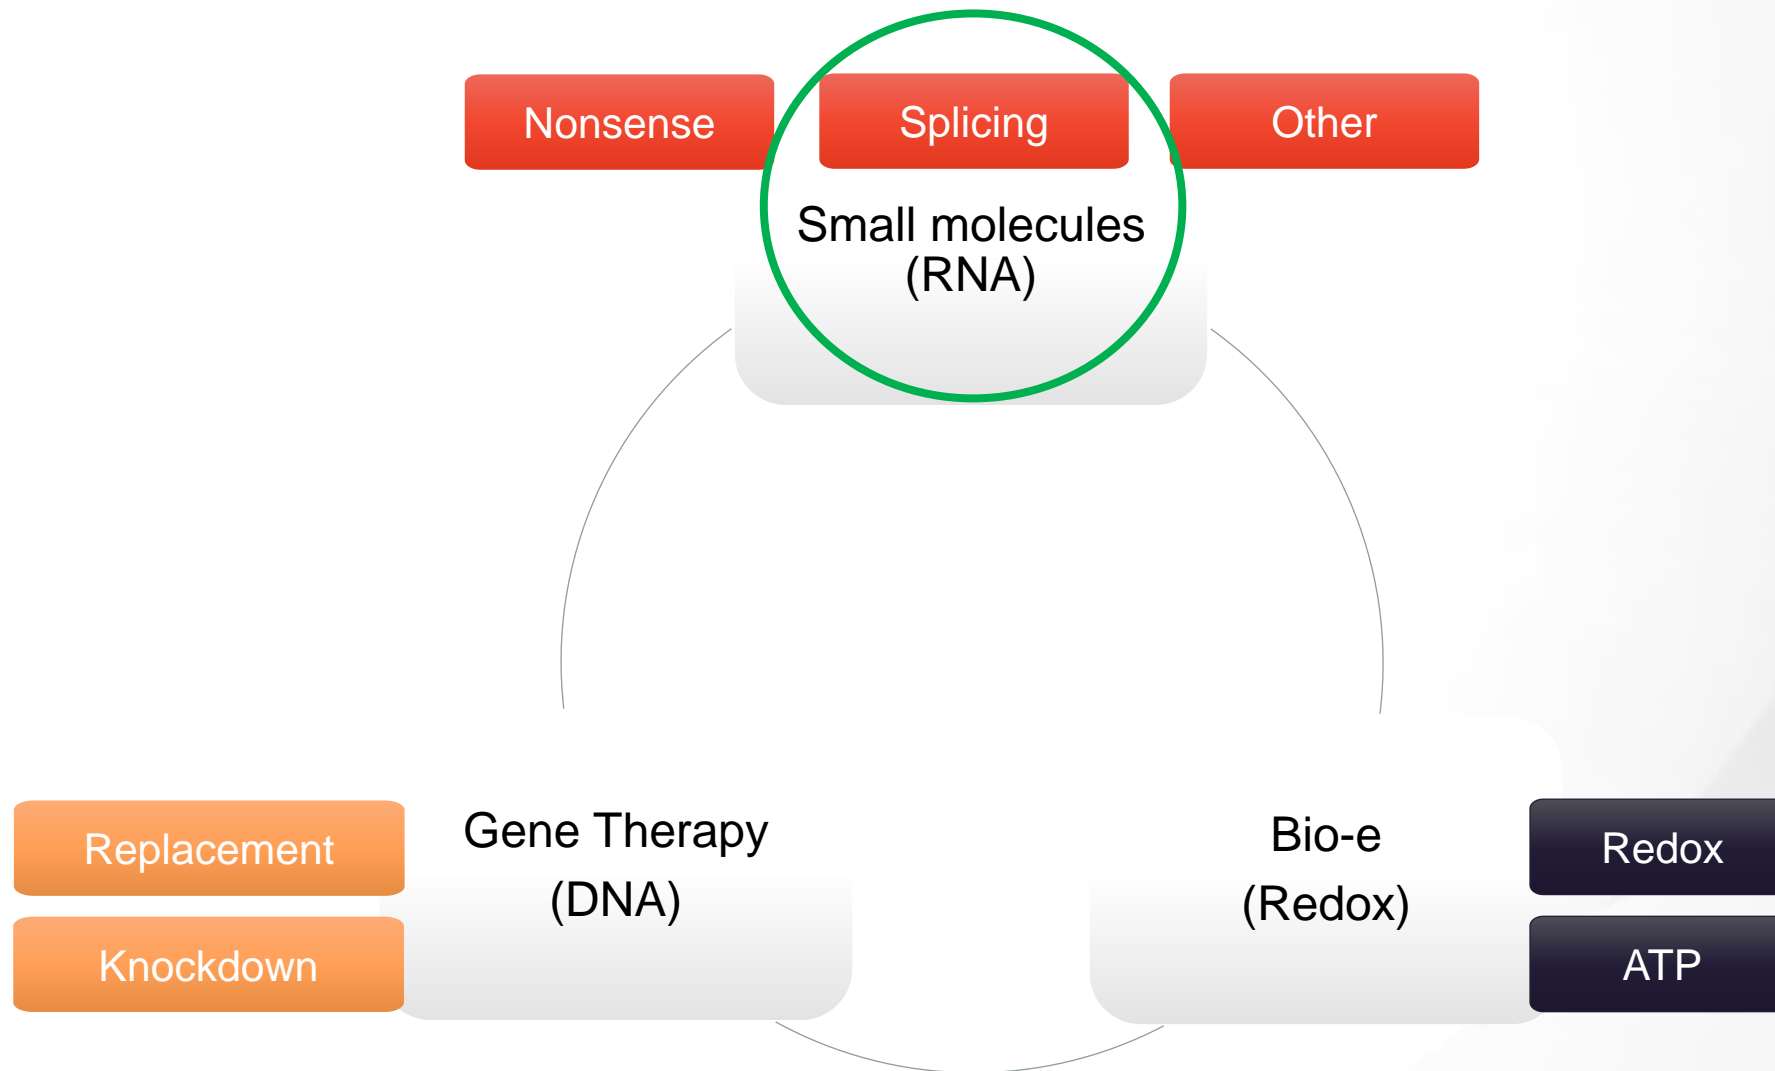 Nonsense
Splicing
Other
Small molecules
(RNA)
Replacement
Knockdown
Gene Therapy
(DNA)
Bio-e
(Redox)
Redox
ATP